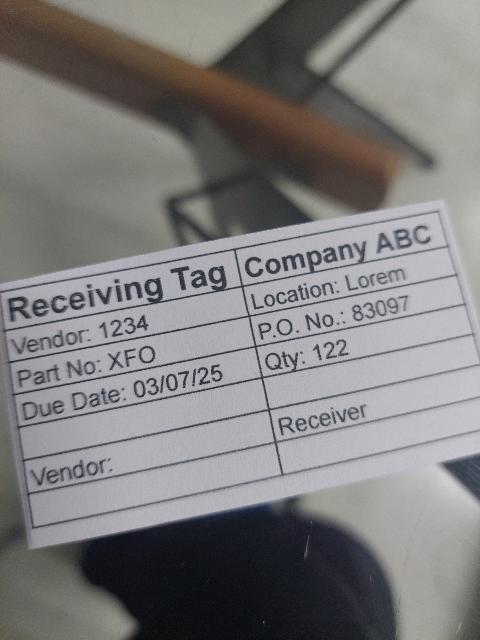 Receiving Tag Company ABC
Vendor: 1234 Location: Lorem
Part No: XFO P.O. No.: 83097
Due Date: 03/07/25 Qty: 122
Vendor: Receiver